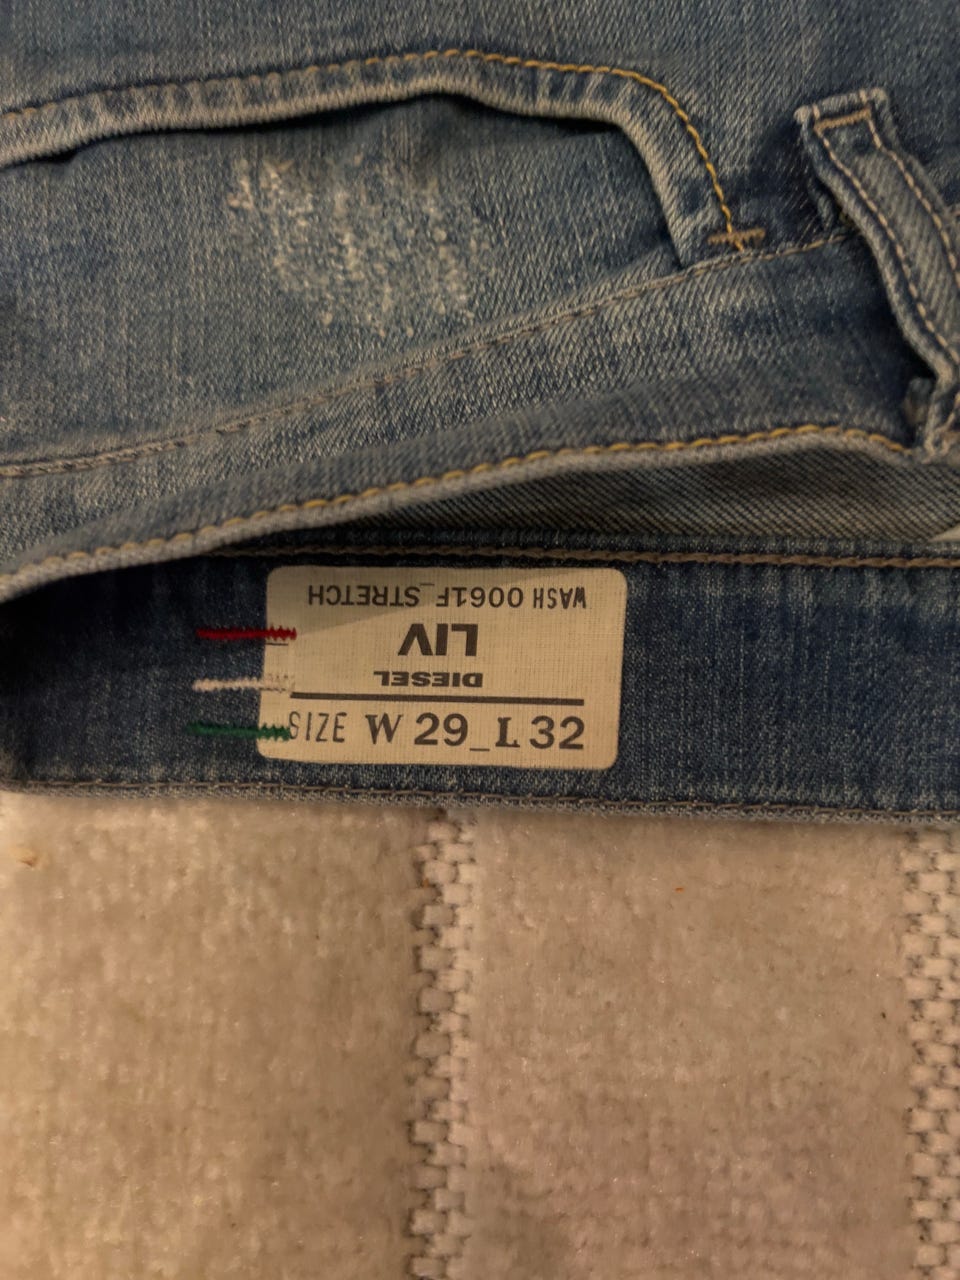 WASH 0061F_STRETCH
LIV
DIESEL
SIZE W 29_L 32